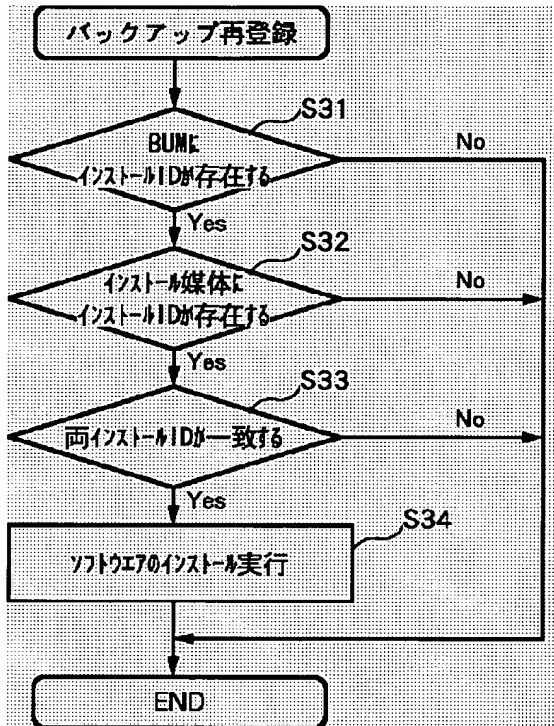 バックアップ再登録
S31
BUMに
インストールIDが存在する
No
Yes
S32
インストール媒体に
インストールIDが存在する
No
Yes
S33
両インストールIDが一致する
No
Yes
S34
ソフトウエアのインストール実行
END